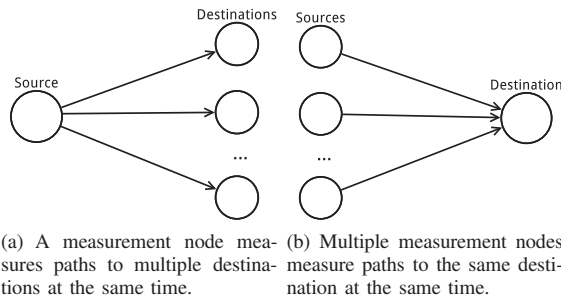 Destinations
Sources
Source
Destination
...
...
(a) A measurement node mea-
sures paths to multiple destina-
tions at the same time.
(b) Multiple measurement nodes
measure paths to the same desti-
nation at the same time.